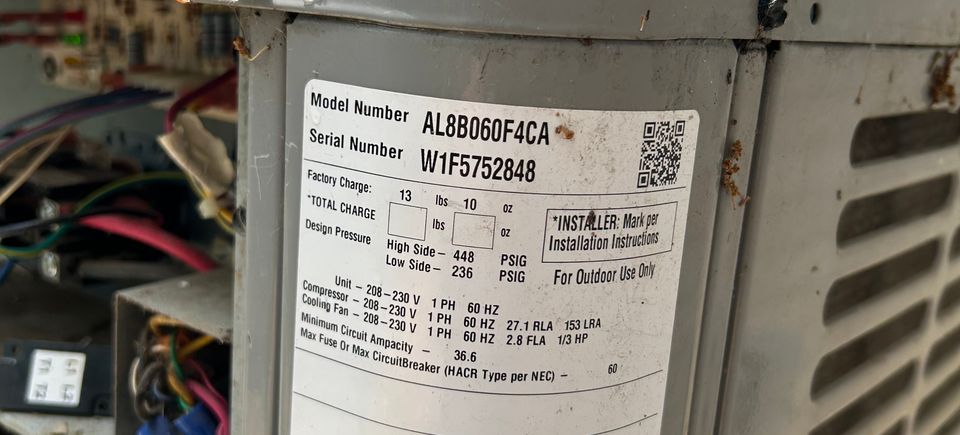 Model Number AL8B060F4CA
Serial Number W1F5752848
Factory Charge: 13 lbs 10 oz
*TOTAL CHARGE lbs oz
Design Pressure High Side – 448 PSIG
Low Side – 236 PSIG
*INSTALLER: Mark per
Installation Instructions
For Outdoor Use Only
Unit – 208–230 V 1 PH 60 HZ
Compressor – 208–230 V 1 PH 60 HZ 27.1 RLA 153 LRA
Cooling Fan – 208–230 V 1 PH 60 HZ 2.8 FLA 1/3 HP
Minimum Circuit Ampacity – 36.6
Max Fuse Or Max CircuitBreaker (HACR Type per NEC) – 60